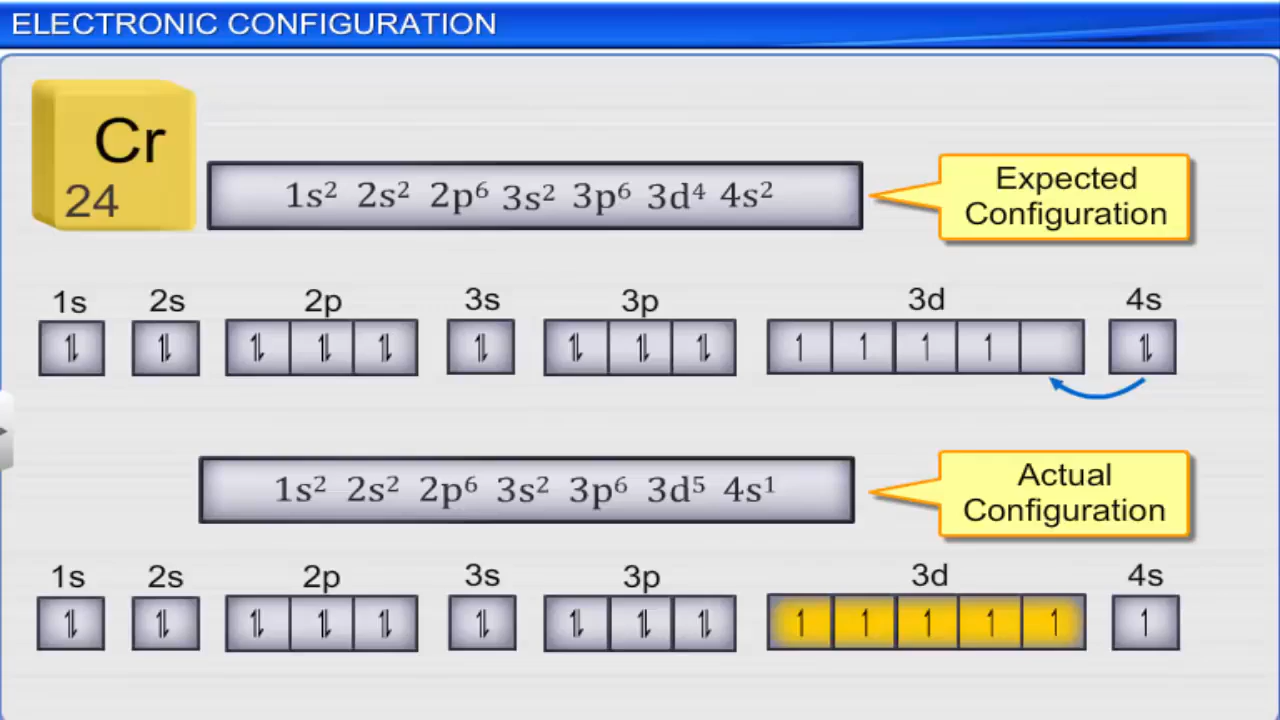 ELECTRONIC CONFIGURATION
Cr
24
1s² 2s² 2p⁶ 3s² 3p⁶ 3d⁴ 4s²
Expected
Configuration
1s 2s 2p 3s 3p 3d 4s
⥮ ⥮ ⥮ ⥮ ⥮ ⥮ ⥮ ⥮ ⥮ ↿ ↿ ↿ ↿ ⥮
1s² 2s² 2p⁶ 3s² 3p⁶ 3d⁵ 4s¹
Actual
Configuration
1s 2s 2p 3s 3p 3d 4s
⥮ ⥮ ⥮ ⥮ ⥮ ⥮ ⥮ ⥮ ⥮ ↿ ↿ ↿ ↿ ↿ ↿